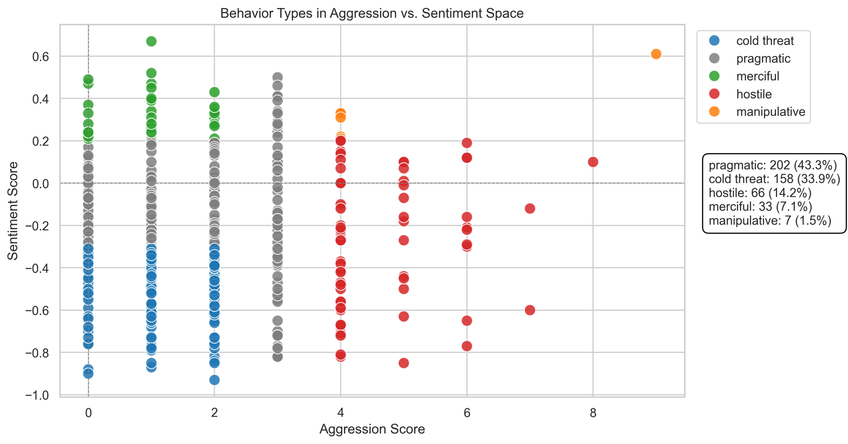 Behavior Types in Aggression vs. Sentiment Space
Sentiment Score
0.6
0.4
0.2
0.0
−0.2
−0.4
−0.6
−0.8
−1.0
0
2
4
6
8
Aggression Score
cold threat
pragmatic
merciful
hostile
manipulative
pragmatic: 202 (43.3%)
cold threat: 158 (33.9%)
hostile: 66 (14.2%)
merciful: 33 (7.1%)
manipulative: 7 (1.5%)